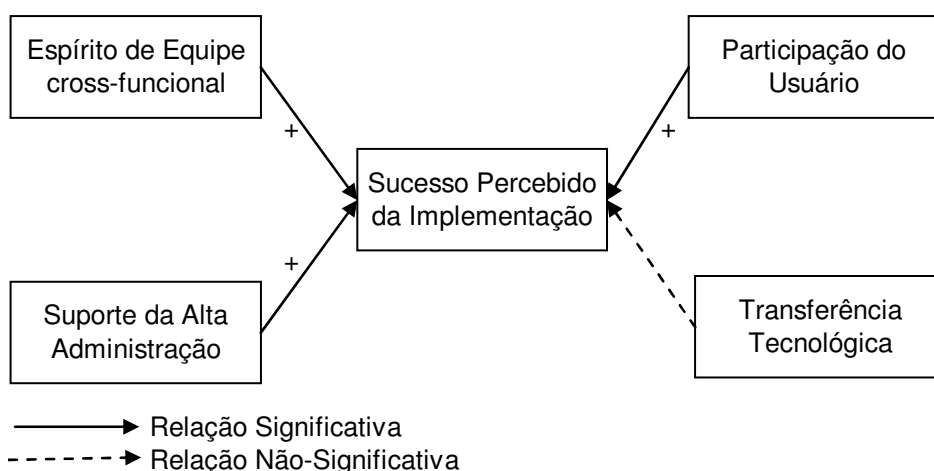 Espírito de Equipe
cross-funcional
Participação do
Usuário
+
+
Sucesso Percebido
da Implementação
+
Suporte da Alta
Administração
Transferência
Tecnológica
Relação Significativa
Relação Não-Significativa